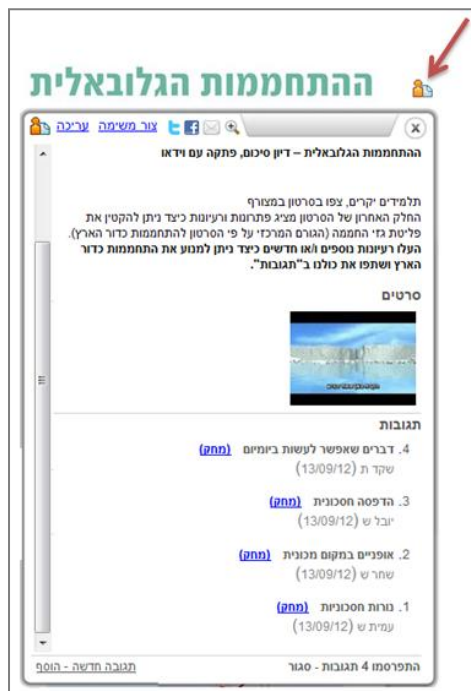 ההתחממות הגלובאלית
צור משימה עריכה
ההתחממות הגלובאלית – דיון סיכום, פתקה עם וידאו
תלמידים יקרים, צפו בסרטון במצורף
החלק האחרון של הסרטון מציג פתרונות ורעיונות כיצד ניתן להקטין את
פליטת גזי החממה (הגורם המרכזי על פי הסרטון להתחממות כדור הארץ).
העלו רעיונות נוספים ו/או חדשים כיצד ניתן למנוע את התחממות כדור
הארץ ושתפו את כולנו ב"תגובות".
סרטים
תגובות
4. דברים שאפשר לעשות ביומיום (מחק)
שקד ת (13/09/12)
3. הדפסה חסכונית (מחק)
יובל ש (13/09/12)
2. אופניים במקום מכונית (מחק)
שחר ש (13/09/12)
1. נורות חסכוניות (מחק)
עמית ש (13/09/12)
התפרסמו 4 תגובות - סגור תגובה חדשה - הוסף